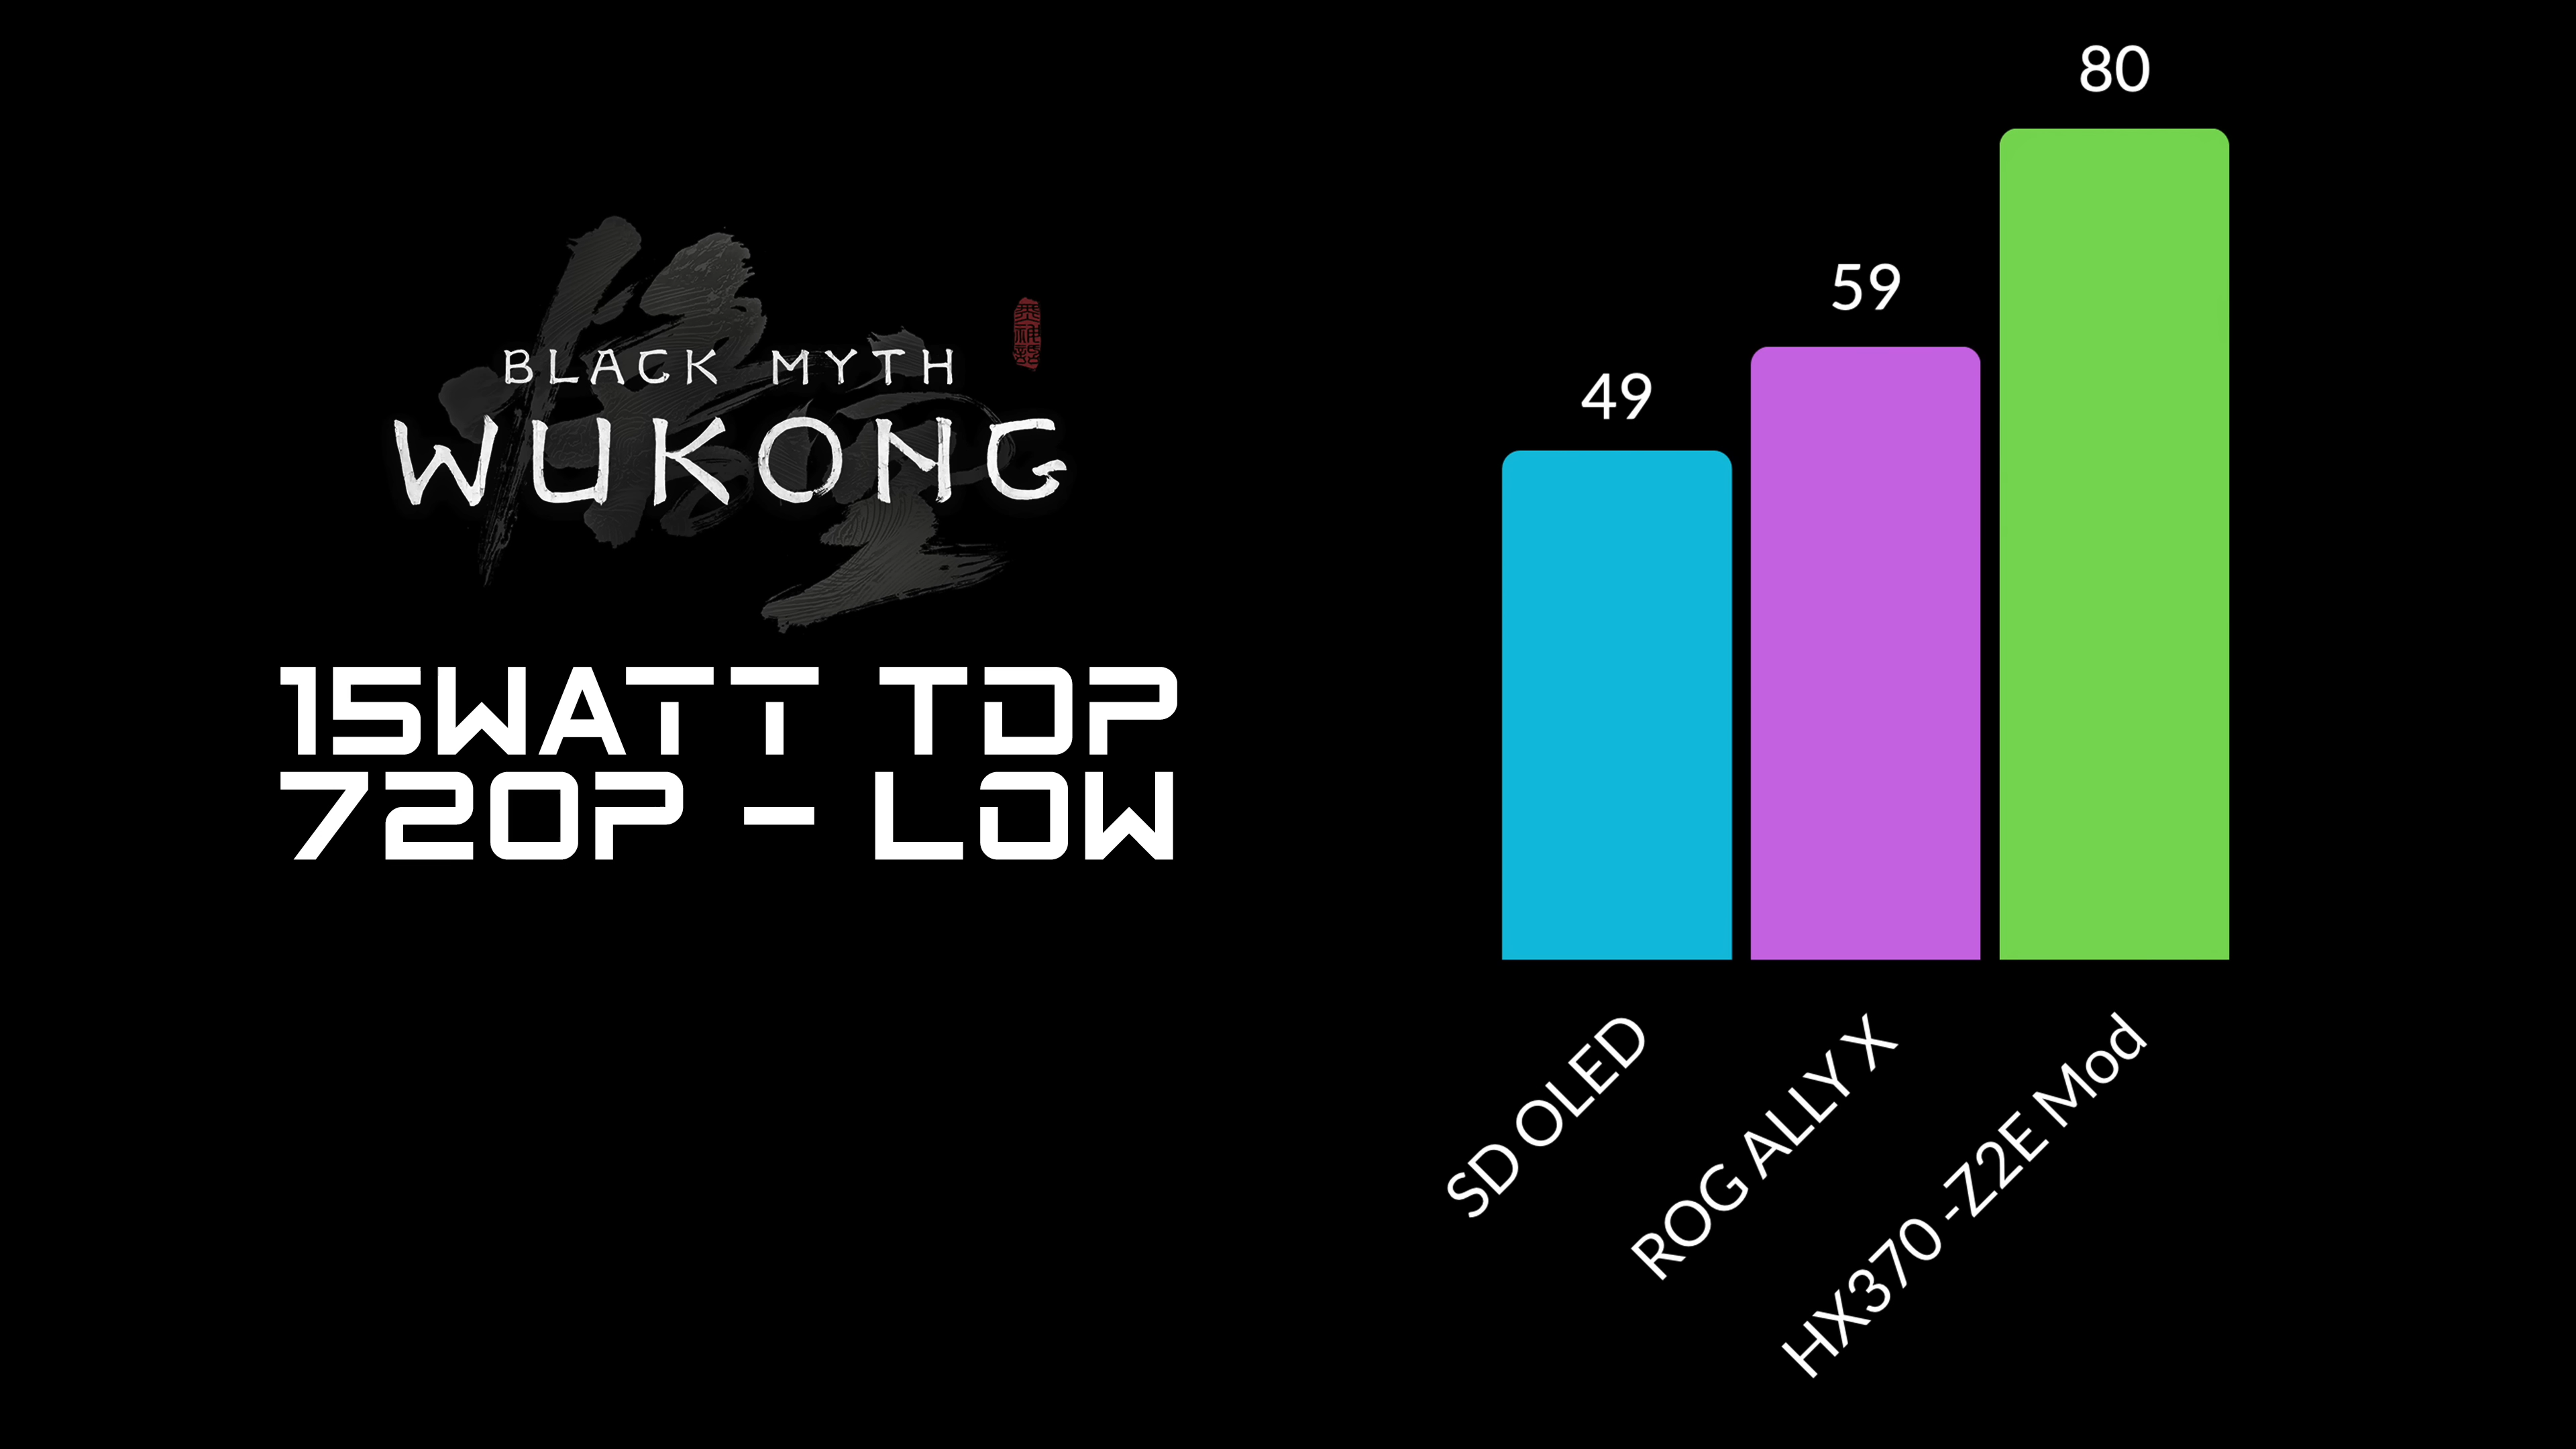 BLACK MYTH
WUKONG
15WATT TDP
720P - LOW
80
59
49
SD OLED
ROG ALLY X
HX370 -Z2E Mod